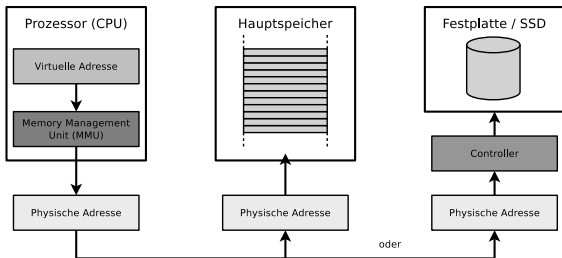 Prozessor (CPU)
Virtuelle Adresse
Memory Management
Unit (MMU)
Physische Adresse
Hauptspeicher
Physische Adresse
Festplatte / SSD
Controller
Physische Adresse
oder